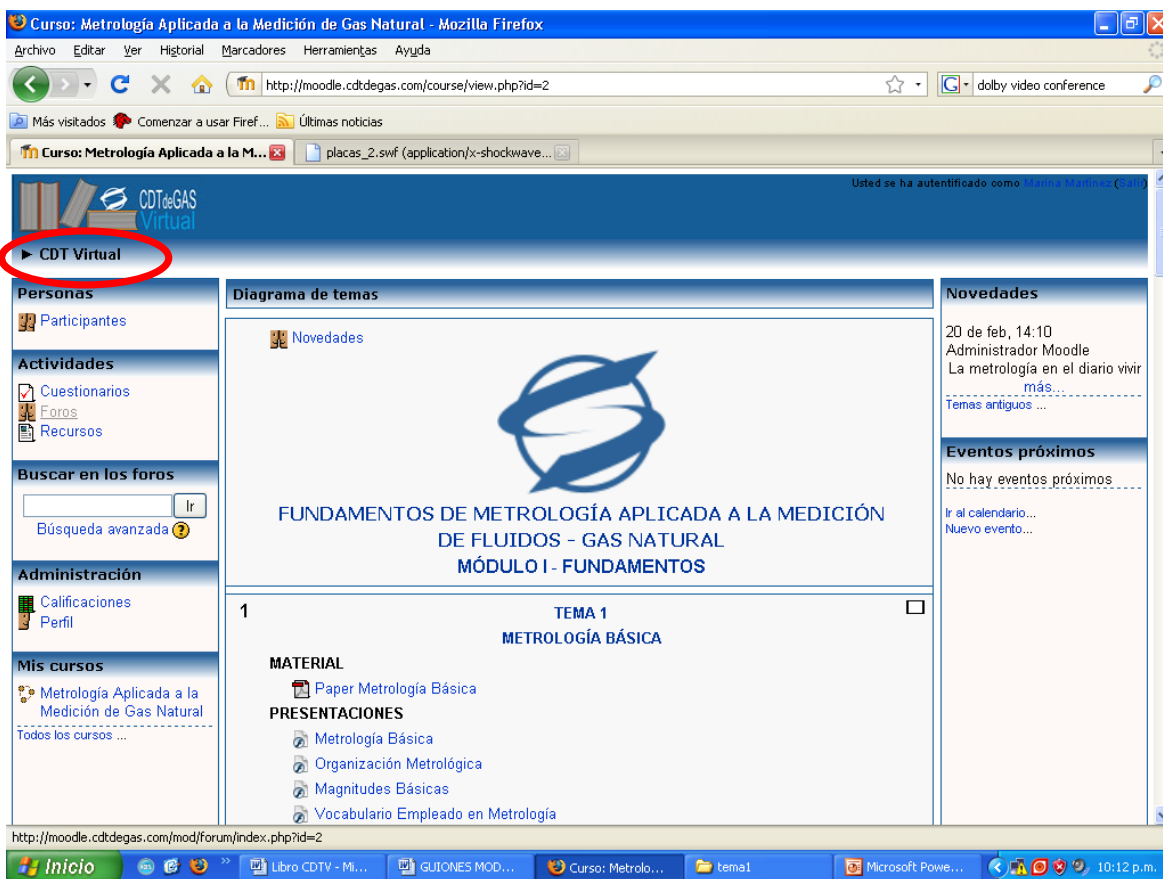 Curso: Metrología Aplicada a la Medición de Gas Natural - Mozilla Firefox
Archivo Editar Ver Historial Marcadores Herramientas Ayuda
http://moodle.cdtdegas.com/course/view.php?id=2
G dolby video conference
Más visitados Comenzar a usar Firef... Últimas noticias
Curso: Metrología Aplicada a la M... placas_2.swf (application/x-shockwave...
CDTdeGAS
Virtual
Usted se ha autentificado como Marina Martinez (Salir)
► CDT Virtual
Personas
Participantes
Actividades
Cuestionarios
Foros
Recursos
Buscar en los foros
Ir
Búsqueda avanzada ?
Administración
Calificaciones
Perfil
Mis cursos
Metrología Aplicada a la
Medición de Gas Natural
Todos los cursos ...
Diagrama de temas
Novedades
FUNDAMENTOS DE METROLOGÍA APLICADA A LA MEDICIÓN
DE FLUIDOS - GAS NATURAL
MÓDULO I - FUNDAMENTOS
1
TEMA 1
METROLOGÍA BÁSICA
MATERIAL
Paper Metrología Básica
PRESENTACIONES
Metrología Básica
Organización Metrológica
Magnitudes Básicas
Vocabulario Empleado en Metrología
Novedades
20 de feb, 14:10
Administrador Moodle
La metrología en el diario vivir
más...
Temas antiguos ...
Eventos próximos
No hay eventos próximos
Ir al calendario...
Nuevo evento...
http://moodle.cdtdegas.com/mod/forum/index.php?id=2
Inicio » Libro CDTV - Mi... GUIONES MOD... Curso: Metrolo... tema1 Microsoft Powe... 10:12 p.m.